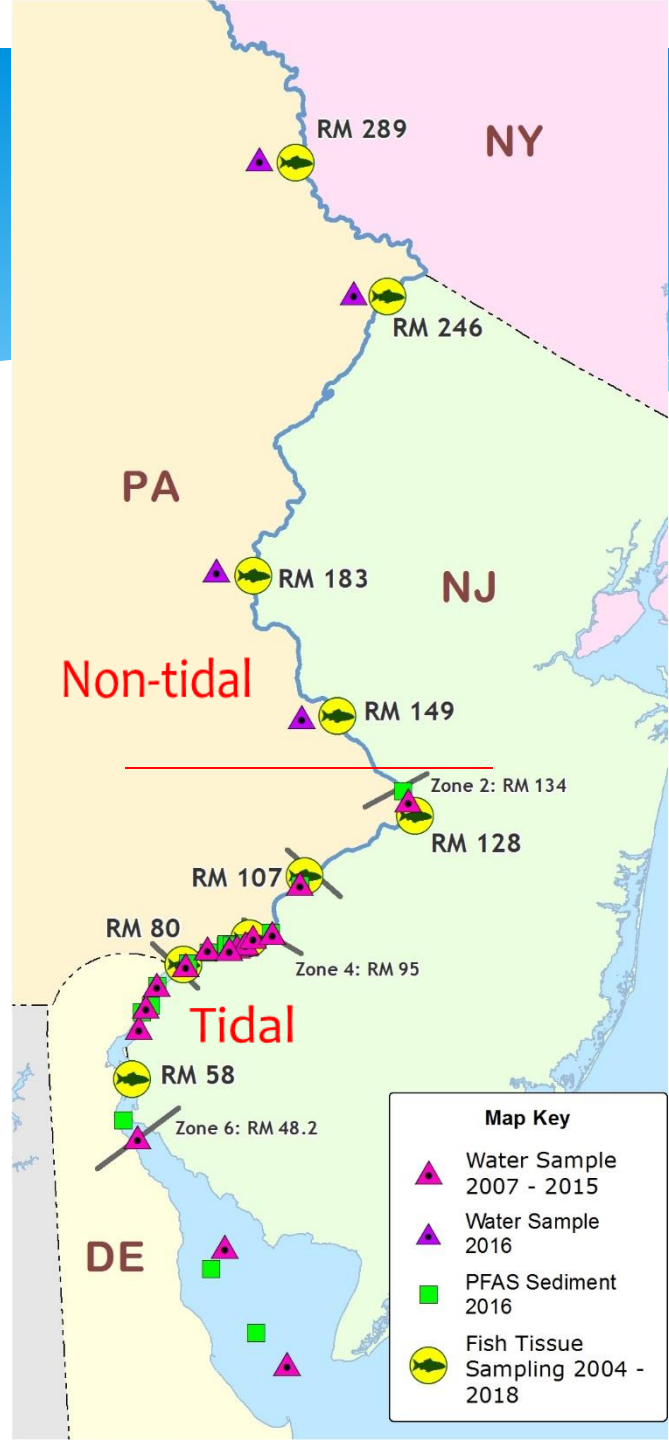 RM 289
NY
RM 246
PA
RM 183
NJ
Non-tidal
RM 149
Zone 2: RM 134
RM 128
RM 107
RM 80
Zone 4: RM 95
Tidal
RM 58
Zone 6: RM 48.2
DE
Map Key
Water Sample
2007 - 2015
Water Sample
2016
PFAS Sediment
2016
Fish Tissue
Sampling 2004 -
2018